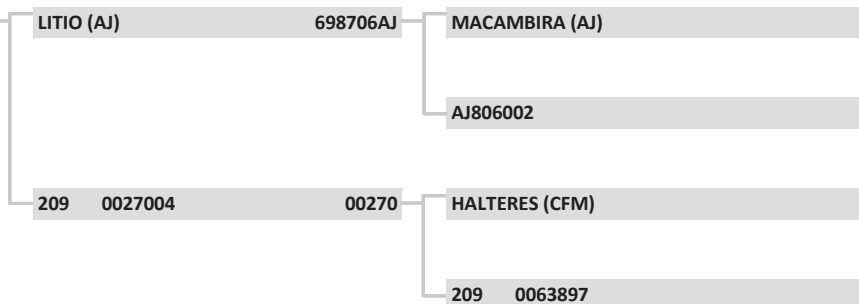 LITIO (AJ) 698706AJ MACAMBIRA (AJ)
AJ806002
209 0027004 00270 HALTERES (CFM)
209 0063897